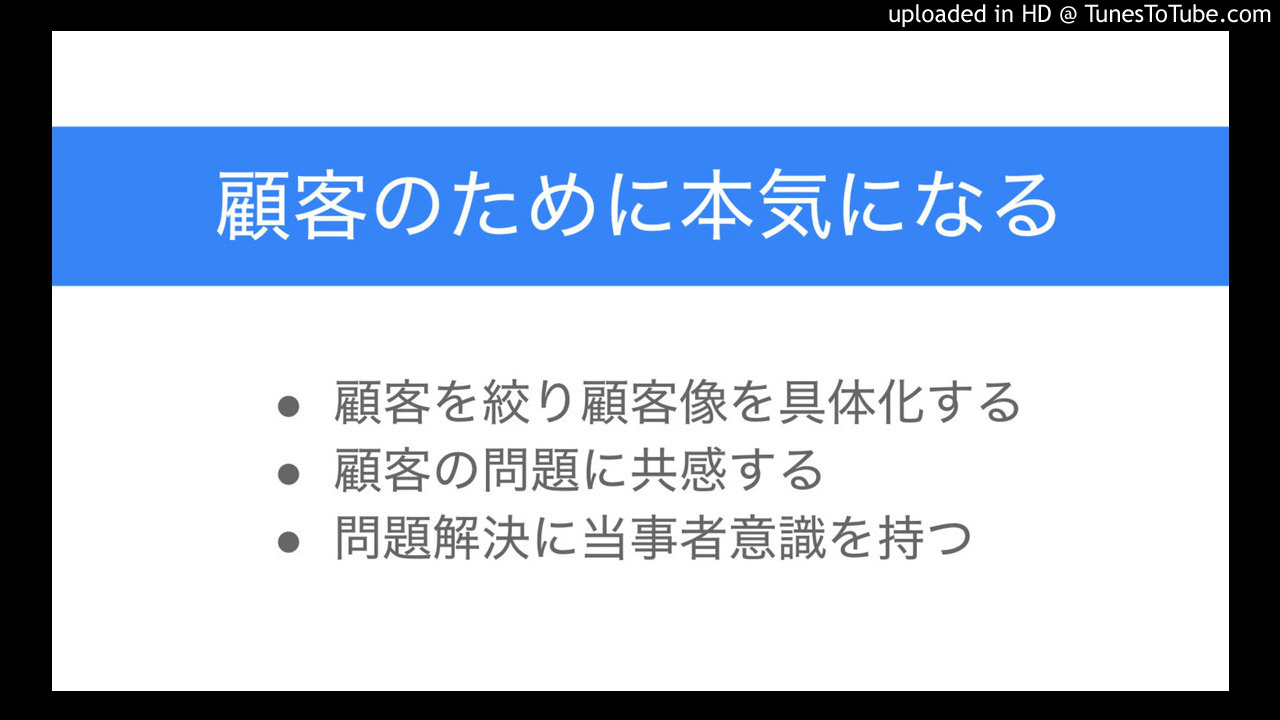 uploaded in HD @ TunesToTube.com
顧客のために本気になる
● 顧客を絞り顧客像を具体化する
● 顧客の問題に共感する
● 問題解決に当事者意識を持つ